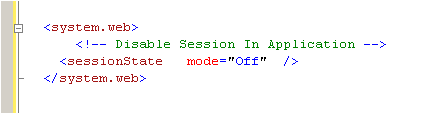 <system.web>
<!-- Disable Session In Application -->
<sessionState mode="Off" />
</system.web>